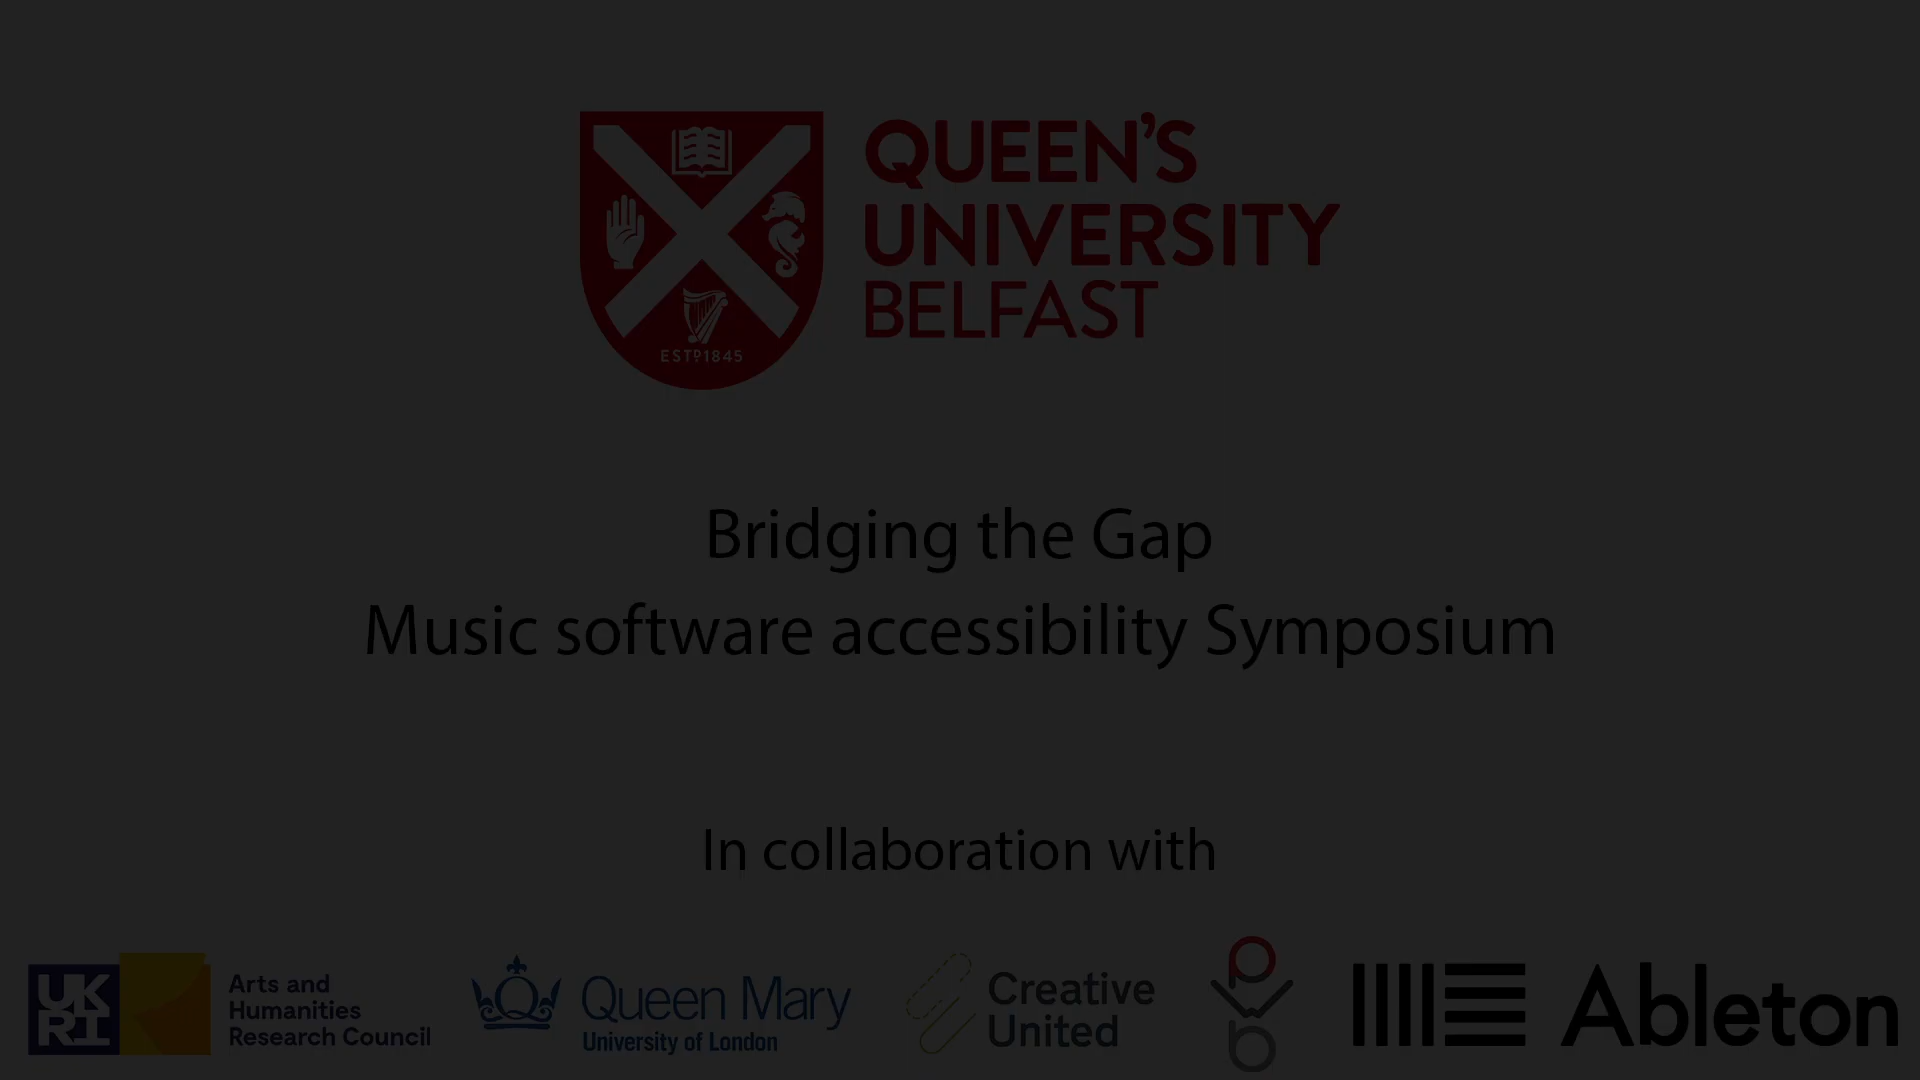 QUEEN'S
UNIVERSITY
BELFAST
ESTD 1845
Bridging the Gap
Music software accessibility Symposium
In collaboration with
UK
RI
Arts and
Humanities
Research Council
Queen Mary
University of London
Creative
United
Ableton